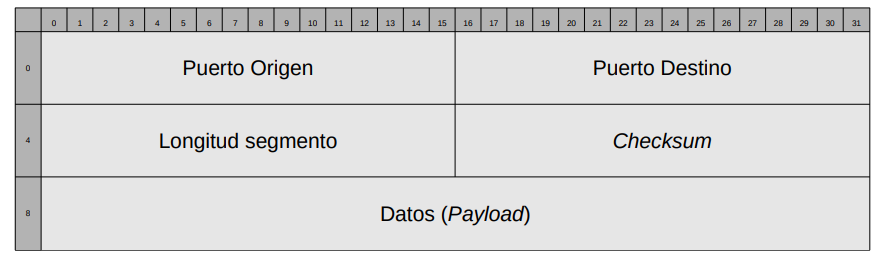 0 1 2 3 4 5 6 7 8 9 10 11 12 13 14 15 16 17 18 19 20 21 22 23 24 25 26 27 28 29 30 31
0 Puerto Origen Puerto Destino
4 Longitud segmento Checksum
8 Datos (Payload)